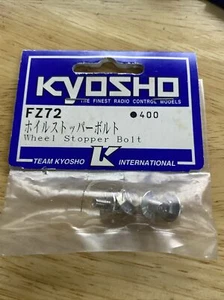 KYOSHO
THE FINEST RADIO CONTROL MODELS
FZ72 ●400
ホイルストッパーボルト
Wheel Stopper Bolt
TEAM KYOSHO K INTERNATIONAL